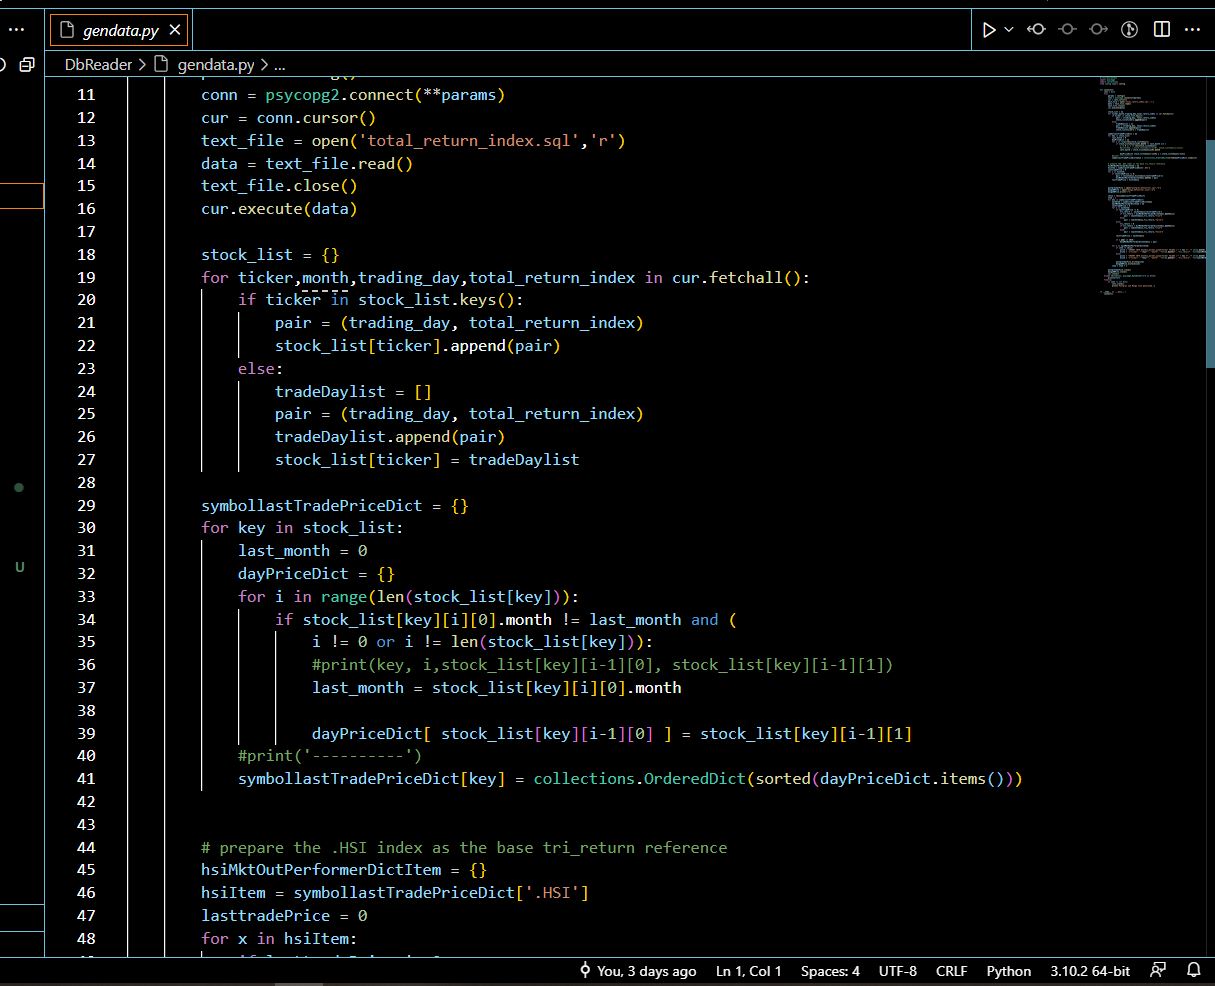 gendata.py
DbReader > gendata.py > ...
11 conn = psycopg2.connect(**params)
12 cur = conn.cursor()
13 text_file = open('total_return_index.sql','r')
14 data = text_file.read()
15 text_file.close()
16 cur.execute(data)
17
18 stock_list = {}
19 for ticker,month,trading_day,total_return_index in cur.fetchall():
20 if ticker in stock_list.keys():
21 pair = (trading_day, total_return_index)
22 stock_list[ticker].append(pair)
23 else:
24 tradeDaylist = []
25 pair = (trading_day, total_return_index)
26 tradeDaylist.append(pair)
27 stock_list[ticker] = tradeDaylist
28
29 symbollastTradePriceDict = {}
30 for key in stock_list:
31 last_month = 0
32 dayPriceDict = {}
33 for i in range(len(stock_list[key])):
34 if stock_list[key][i][0].month != last_month and (
35 i != 0 or i != len(stock_list[key])):
36 #print(key, i,stock_list[key][i-1][0], stock_list[key][i-1][1])
37 last_month = stock_list[key][i][0].month
38
39 dayPriceDict[ stock_list[key][i-1][0] ] = stock_list[key][i-1][1]
40 #print('----------')
41 symbollastTradePriceDict[key] = collections.OrderedDict(sorted(dayPriceDict.items()))
42
43
44 # prepare the .HSI index as the base tri_return reference
45 hsiMktOutPerformerDictItem = {}
46 hsiItem = symbollastTradePriceDict['.HSI']
47 lasttradePrice = 0
48 for x in hsiItem:
U
You, 3 days ago Ln 1, Col 1 Spaces: 4 UTF-8 CRLF Python 3.10.2 64-bit